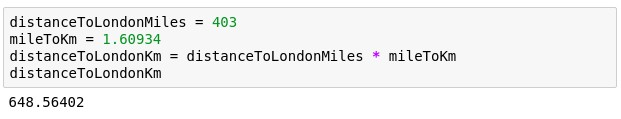 distanceToLondonMiles = 403
mileToKm = 1.60934
distanceToLondonKm = distanceToLondonMiles * mileToKm
distanceToLondonKm
648.56402